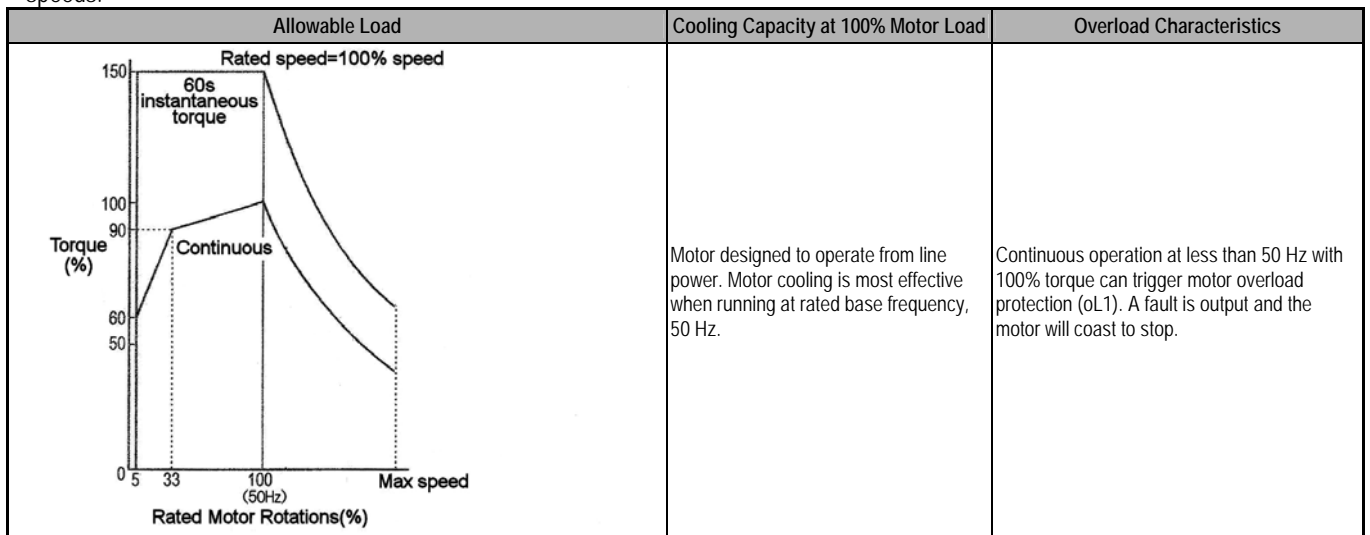 speeds.
Allowable Load
Cooling Capacity at 100% Motor Load
Overload Characteristics
Rated speed=100% speed
150
60s
instantaneous
torque
100
90
Torque
(%)
Continuous
60
50
0
5
33
100
(50Hz)
Max speed
Rated Motor Rotations(%)
Motor designed to operate from line
power. Motor cooling is most effective
when running at rated base frequency,
50 Hz.
Continuous operation at less than 50 Hz with
100% torque can trigger motor overload
protection (oL1). A fault is output and the
motor will coast to stop.